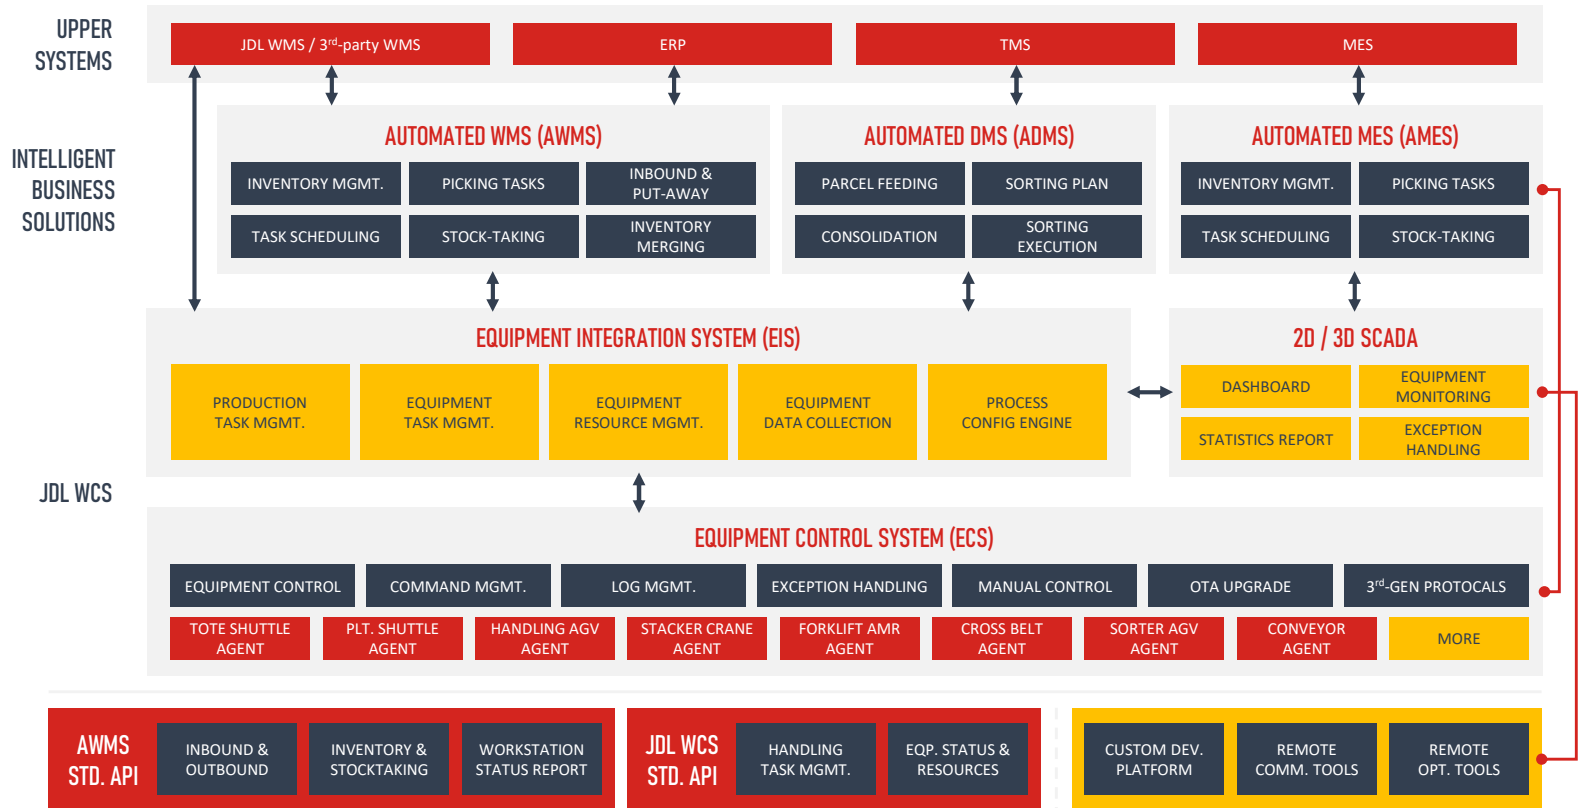 UPPER
SYSTEMS
JDL WMS / 3rd-party WMS
ERP
TMS
MES
INTELLIGENT
BUSINESS
SOLUTIONS
AUTOMATED WMS (AWMS)
INVENTORY MGMT.
PICKING TASKS
INBOUND &
PUT-AWAY
TASK SCHEDULING
STOCK-TAKING
INVENTORY
MERGING
AUTOMATED DMS (ADMS)
PARCEL FEEDING
SORTING PLAN
CONSOLIDATION
SORTING
EXECUTION
AUTOMATED MES (AMES)
INVENTORY MGMT.
PICKING TASKS
TASK SCHEDULING
STOCK-TAKING
JDL WCS
EQUIPMENT INTEGRATION SYSTEM (EIS)
PRODUCTION
TASK MGMT.
EQUIPMENT
TASK MGMT.
EQUIPMENT
RESOURCE MGMT.
EQUIPMENT
DATA COLLECTION
PROCESS
CONFIG ENGINE
2D / 3D SCADA
DASHBOARD
EQUIPMENT
MONITORING
STATISTICS REPORT
EXCEPTION
HANDLING
EQUIPMENT CONTROL SYSTEM (ECS)
EQUIPMENT CONTROL
COMMAND MGMT.
LOG MGMT.
EXCEPTION HANDLING
MANUAL CONTROL
OTA UPGRADE
3rd-GEN PROTOCALS
TOTE SHUTTLE
AGENT
PLT. SHUTTLE
AGENT
HANDLING AGV
AGENT
STACKER CRANE
AGENT
FORKLIFT AMR
AGENT
CROSS BELT
AGENT
SORTER AGV
AGENT
CONVEYOR
AGENT
MORE
AWMS
STD. API
INBOUND &
OUTBOUND
INVENTORY &
STOCKTAKING
WORKSTATION
STATUS REPORT
JDL WCS
STD. API
HANDLING
TASK MGMT.
EQP. STATUS &
RESOURCES
CUSTOM DEV.
PLATFORM
REMOTE
COMM. TOOLS
REMOTE
OPT. TOOLS